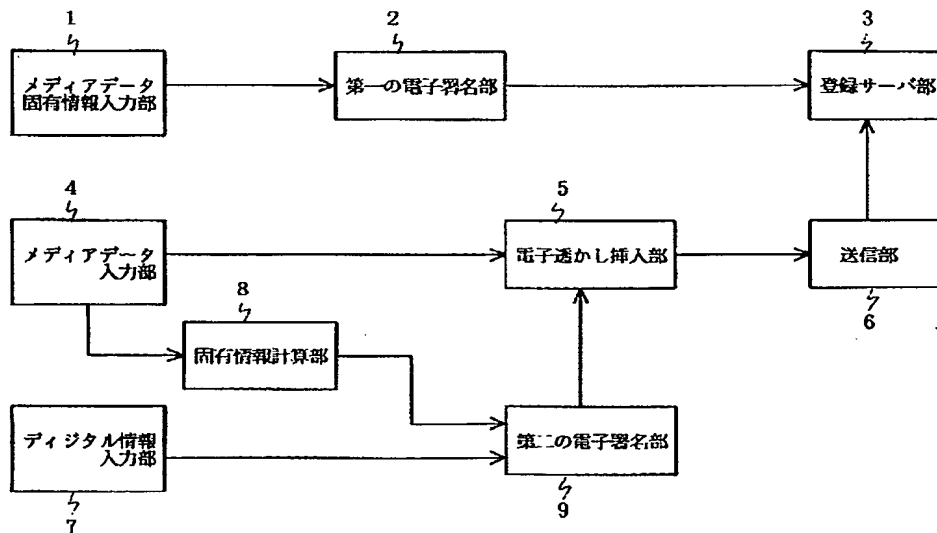 1
2
3
メディアデータ
固有情報入力部
第一の電子署名部
登録サーバ部
4
5
メディアデータ
入力部
電子透かし挿入部
送信部
8
6
固有情報計算部
ディジタル情報
入力部
第二の電子署名部
7
9